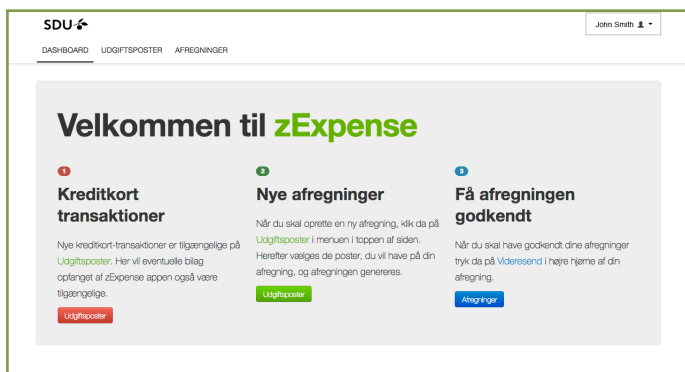 SDU
John Smith
DASHBOARD UDGIFTSPOSTER AFREGNINGER
Velkommen til zExpense
1
Kreditkort
transaktioner
Nye kreditkort-transaktioner er tilgængelige på
Udgiftsposter. Her vil eventuelle bilag
opfanget af zExpense appen også være
tilgængelige.
Udgiftsposter
2
Nye afregninger
Når du skal oprette en ny afregning, klik da på
Udgiftsposter i menuen i toppen af siden.
Herefter vælges de poster, du vil have på din
afregning, og afregningen genereres.
Udgiftsposter
3
Få afregningen
godkendt
Når du skal have godkendt dine afregninger
tryk da på Videresend i højre hjørne af din
afregning.
Afregninger